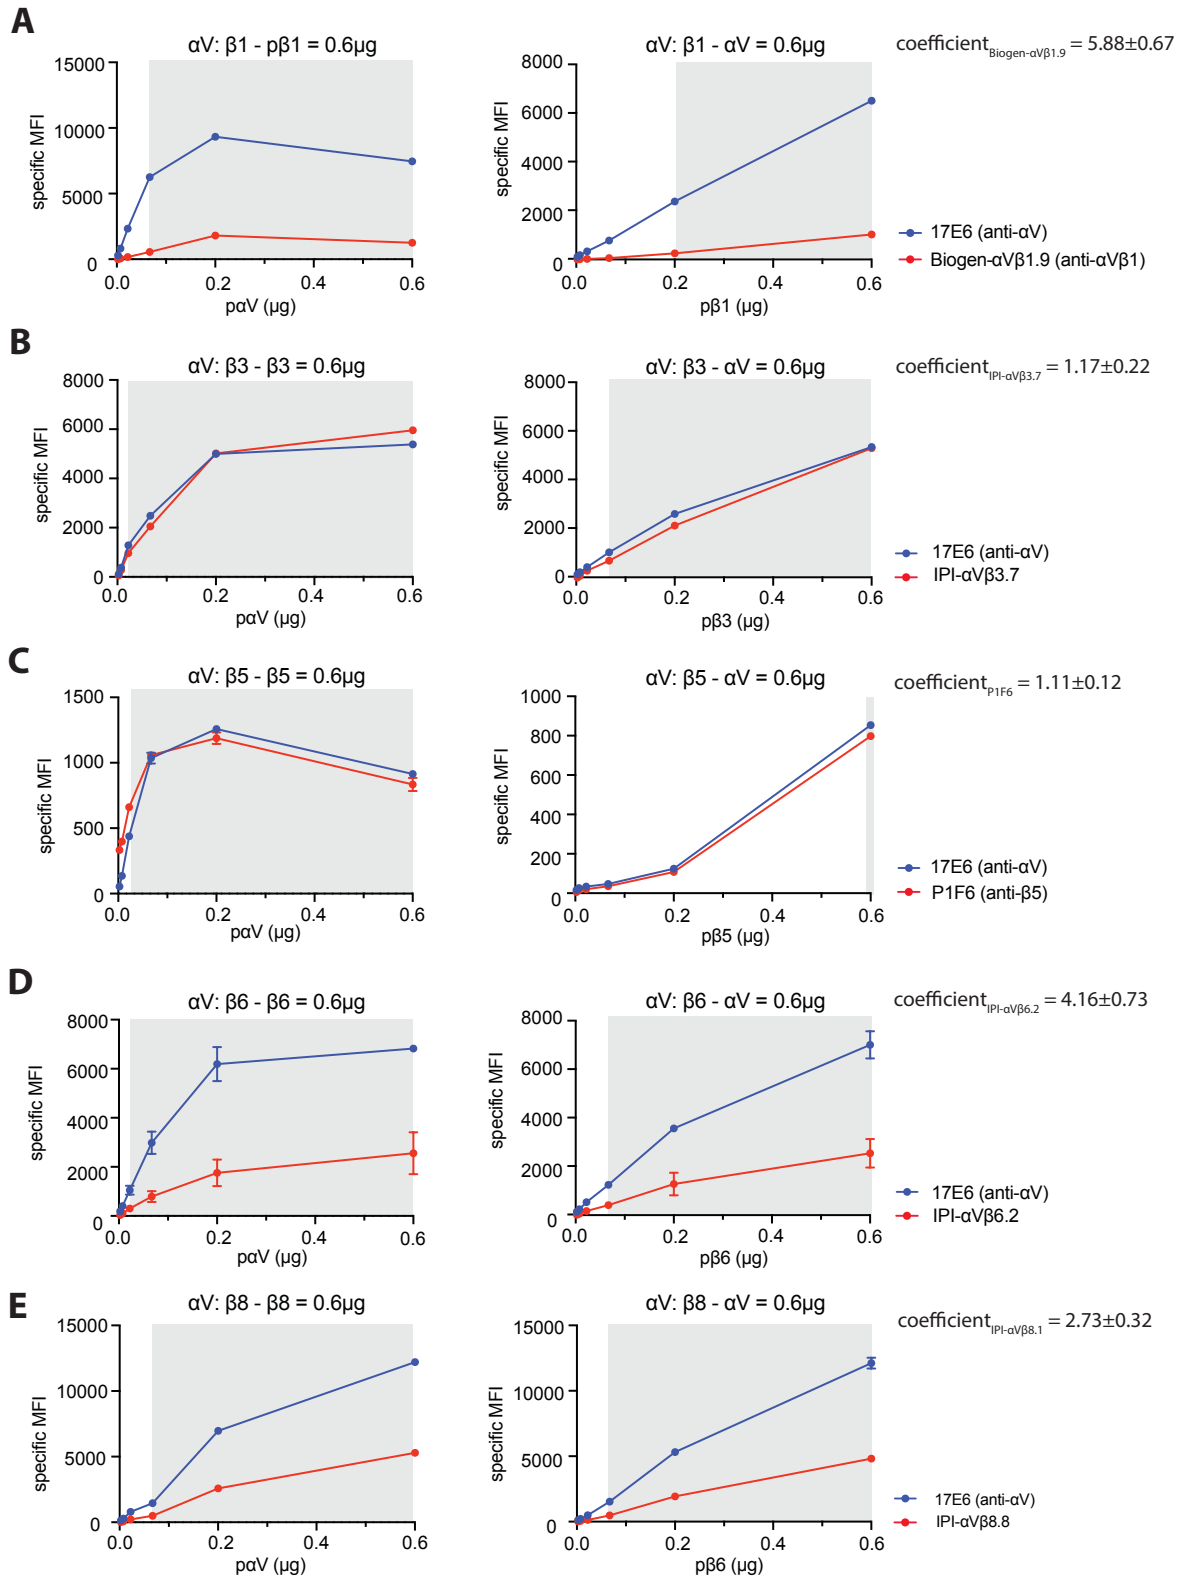 A
αV: β1 - pβ1 = 0.6µg
αV: β1 - αV = 0.6µg
coefficient Biogen-αVβ1.9 = 5.88±0.67
specific MFI
15000
10000
5000
0
0.0 0.2 0.4 0.6
pαV (µg)
specific MFI
8000
6000
4000
2000
0
0.0 0.2 0.4 0.6
pβ1 (µg)
17E6 (anti-αV)
Biogen-αVβ1.9 (anti-αVβ1)
B
αV: β3 - β3 = 0.6µg
αV: β3 - αV = 0.6µg
coefficient IPI-αVβ3.7 = 1.17±0.22
specific MFI
8000
6000
4000
2000
0
0.0 0.2 0.4 0.6
pαV (µg)
specific MFI
8000
6000
4000
2000
0
0.0 0.2 0.4 0.6
pβ3 (µg)
17E6 (anti-αV)
IPI-αVβ3.7
C
αV: β5 - β5 = 0.6µg
αV: β5 - αV = 0.6µg
coefficient P1F6 = 1.11±0.12
specific MFI
1500
1000
500
0
0.0 0.2 0.4 0.6
pαV (µg)
specific MFI
1000
800
600
400
200
0
0.0 0.2 0.4 0.6
pβ5 (µg)
17E6 (anti-αV)
P1F6 (anti-β5)
D
αV: β6 - β6 = 0.6µg
αV: β6 - αV = 0.6µg
coefficient IPI-αVβ6.2 = 4.16±0.73
specific MFI
8000
6000
4000
2000
0
0.0 0.2 0.4 0.6
pαV (µg)
specific MFI
8000
6000
4000
2000
0
0.0 0.2 0.4 0.6
pβ6 (µg)
17E6 (anti-αV)
IPI-αVβ6.2
E
αV: β8 - β8 = 0.6µg
αV: β8 - αV = 0.6µg
coefficient IPI-αVβ8.1 = 2.73±0.32
specific MFI
15000
10000
5000
0
0.0 0.2 0.4 0.6
pαV (µg)
specific MFI
15000
10000
5000
0
0.0 0.2 0.4 0.6
pβ6 (µg)
17E6 (anti-αV)
IPI-αVβ8.8